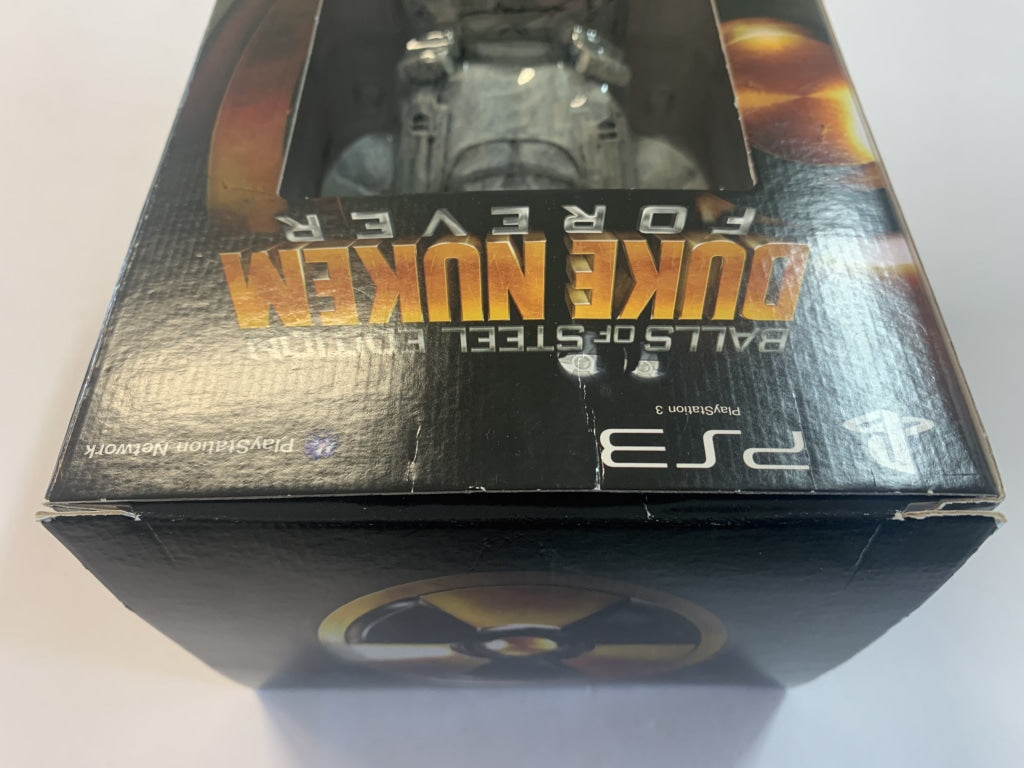 PS3 PlayStation Network
PlayStation 3
BALLS OF STEEL EDITION
DUKE NUKEM
FOREVER